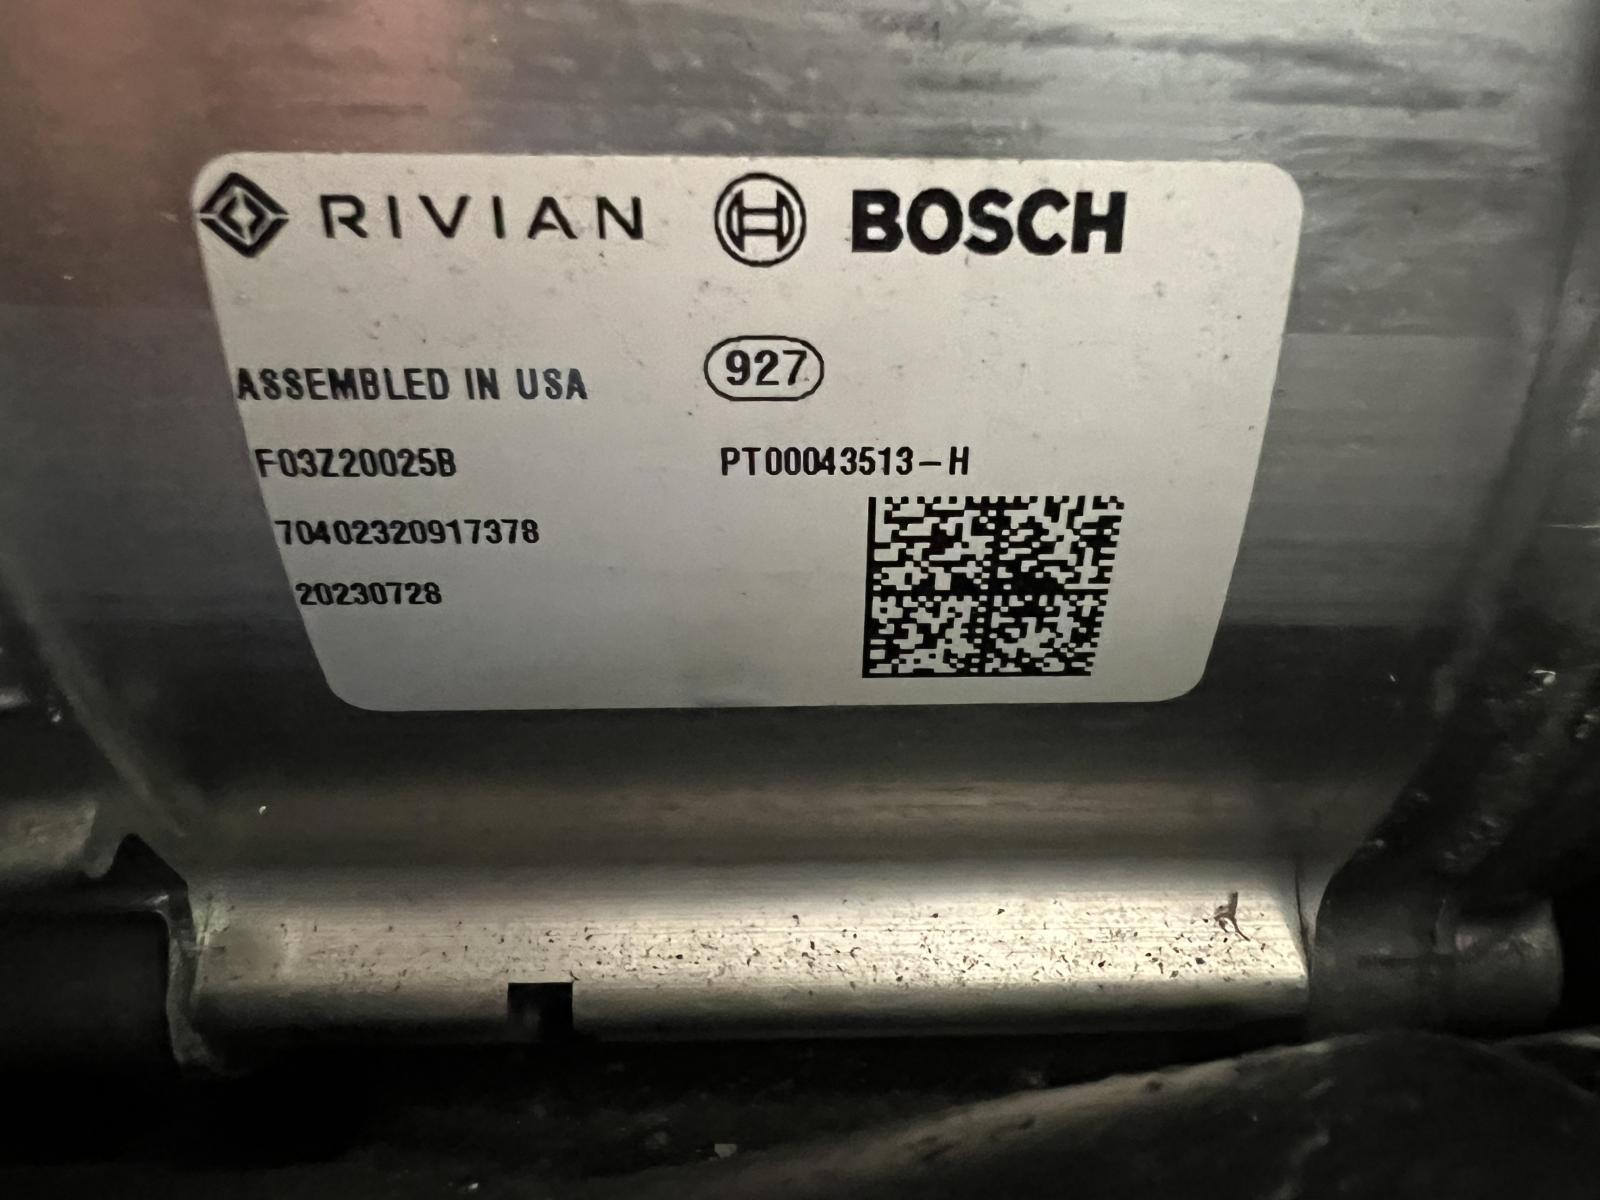 RIVIAN BOSCH
ASSEMBLED IN USA 927
F03Z20025B PT00043513-H
70402320917378
20230728